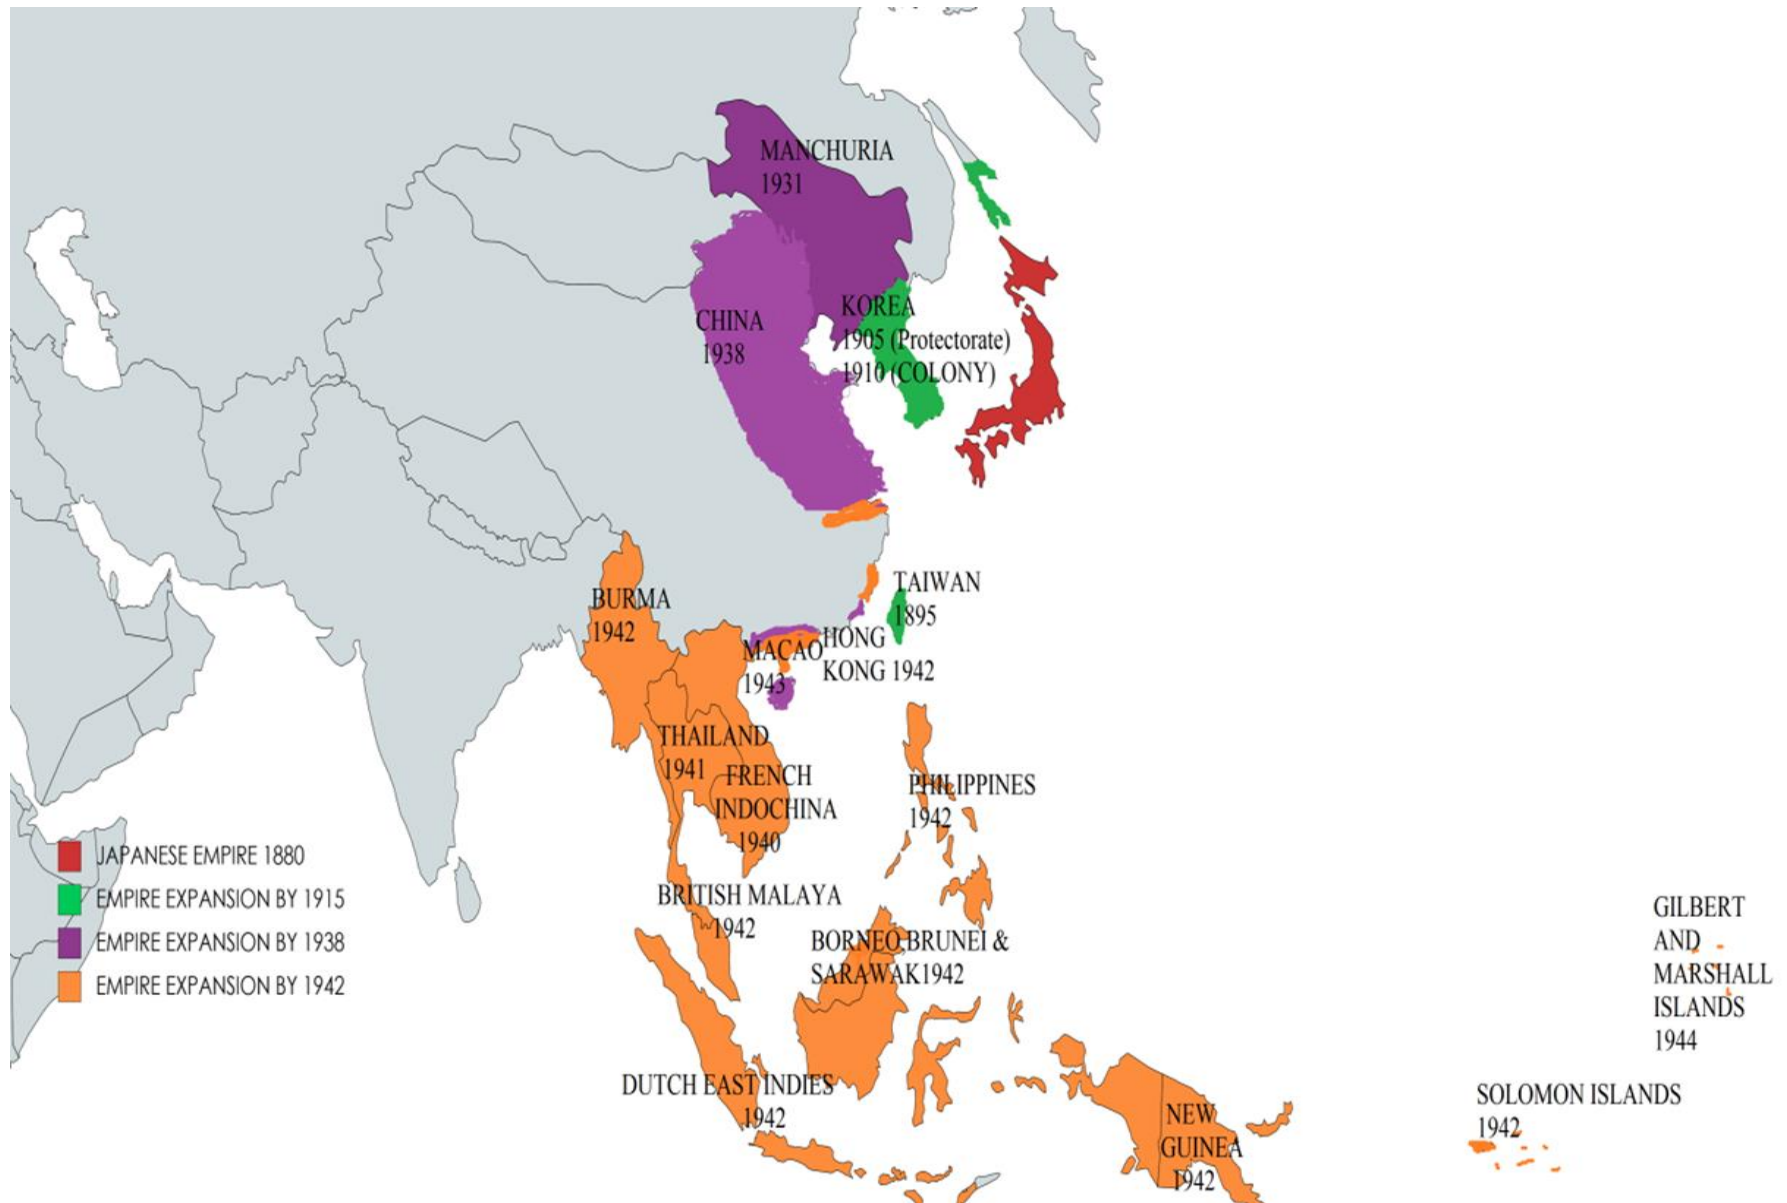 MANCHURIA
1931
CHINA
1938
KOREA
1905 (Protectorate)
1910 (COLONY)
TAIWAN
1895
BURMA
1942
HONG
KONG 1942
MACAO
1943
THAILAND
1941
FRENCH
INDOCHINA
1940
PHILIPPINES
1942
BRITISH MALAYA
1942
BORNEO,BRUNEI &
SARAWAK1942
DUTCH EAST INDIES
1942
NEW
GUINEA
1942
GILBERT
AND
MARSHALL
ISLANDS
1944
SOLOMON ISLANDS
1942
JAPANESE EMPIRE 1880
EMPIRE EXPANSION BY 1915
EMPIRE EXPANSION BY 1938
EMPIRE EXPANSION BY 1942